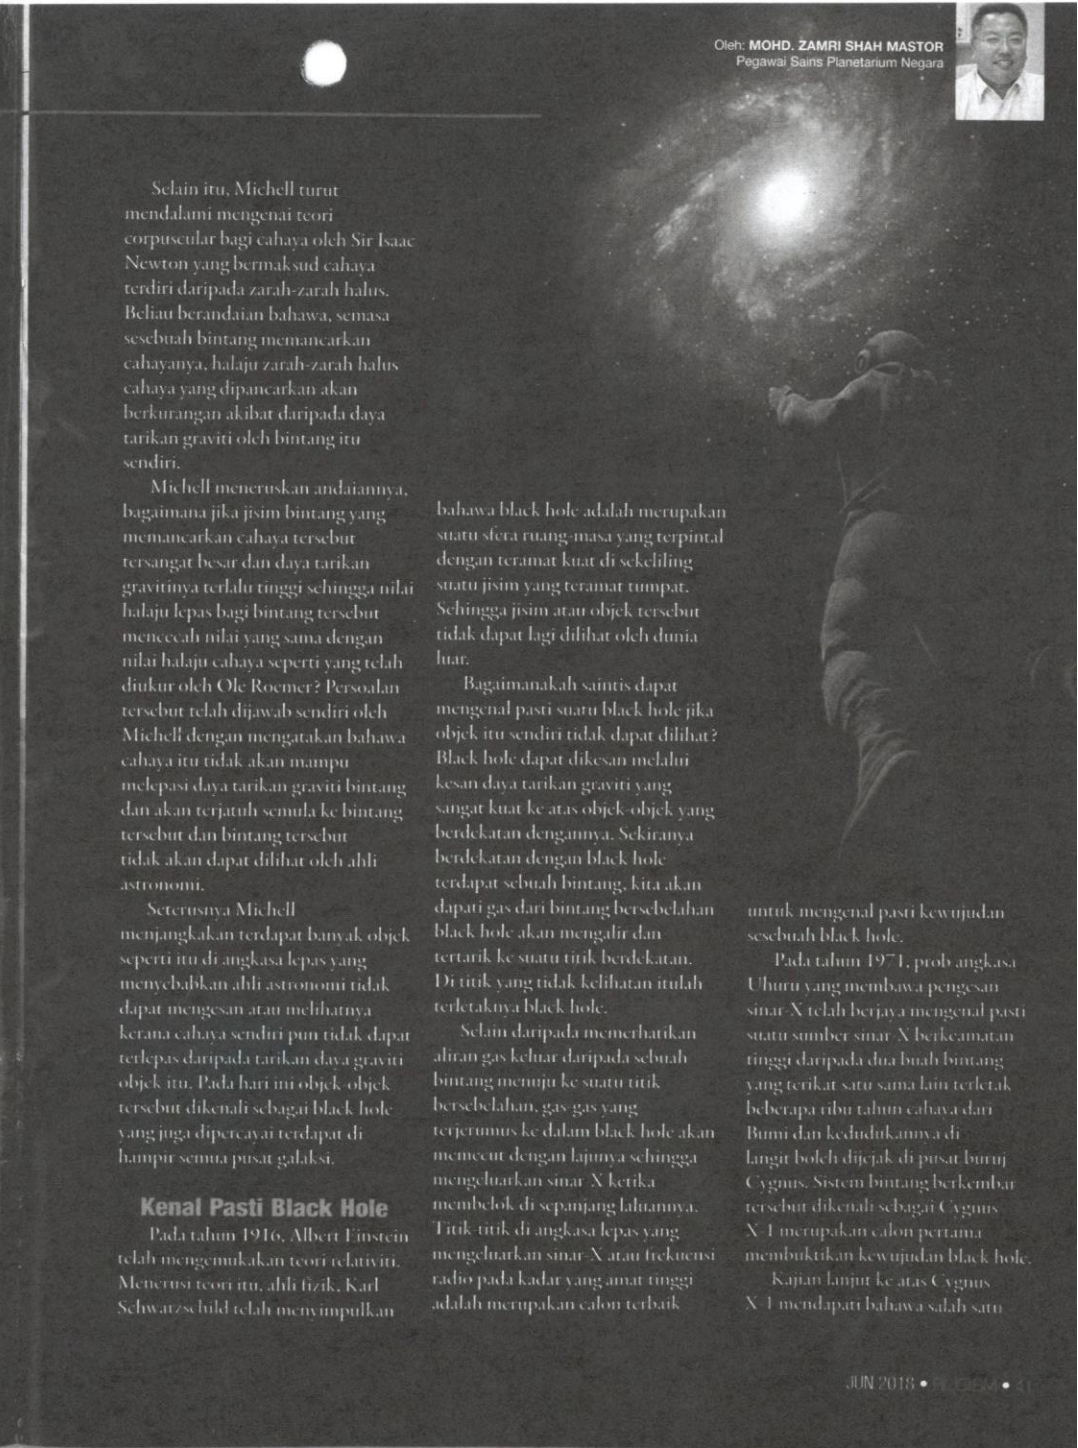 Oleh: MOHD. ZAMRI SHAH MASTOR
Pegawai Sains Planetarium Negara
Selain itu, Michell turut
mendalami mengenai teori
corpuscular bagi cahaya oleh Sir Isaac
Newton yang bermaksud cahaya
terdiri daripada zarah-zarah halus.
Beliau berandaian bahawa, semasa
sesebuah bintang memancarkan
cahayanya, halaju zarah-zarah halus
cahaya yang dipancarkan akan
berkurangan akibat daripada daya
tarikan graviti oleh bintang itu
sendiri.
Michell meneruskan andaiannya,
bagaimana jika jisim bintang yang
memancarkan cahaya tersebut
tersangat besar dan daya tarikan
gravitinya terlalu tinggi sehingga nilai
halaju lepas bagi bintang tersebut
mencecah nilai yang sama dengan
nilai halaju cahaya seperti yang telah
diukur oleh Ole Roemer? Persoalan
tersebut telah dijawab sendiri oleh
Michell dengan mengatakan bahawa
cahaya itu tidak akan mampu
melepasi daya tarikan graviti bintang
dan akan terjatuh semula ke bintang
tersebut dan bintang tersebut
tidak akan dapat dilihat oleh ahli
astronomi.
Seterusnya Michell
menjangkakan terdapat banyak objek
seperti itu di angkasa lepas yang
menyebabkan ahli astronomi tidak
dapat mengesan atau melihatnya
kerana cahaya sendiri pun tidak dapat
terlepas daripada tarikan daya graviti
objek itu. Pada hari ini objek-objek
tersebut dikenali sebagai black hole
yang juga dipercayai terdapat di
hampir semua pusat galaksi.
Kenal Pasti Black Hole
Pada tahun 1916, Albert Einstein
telah mengemukakan teori relativiti.
Menerusi teori itu, ahli fizik, Karl
Schwarzschild telah menyimpulkan
bahawa black hole adalah merupakan
suatu sfera ruang-masa yang terpintal
dengan teramat kuat di sekeliling
suatu jisim yang teramat tumpat.
Sehingga jisim atau objek tersebut
tidak dapat lagi dilihat oleh dunia
luar.
Bagaimanakah saintis dapat
mengenal pasti suatu black hole jika
objek itu sendiri tidak dapat dilihat?
Black hole dapat dikesan melalui
kesan daya tarikan graviti yang
sangat kuat ke atas objek-objek yang
berdekatan dengannya. Sekiranya
berdekatan dengan black hole
terdapat sebuah bintang, kita akan
dapati gas dari bintang bersebelahan
black hole akan mengalir dan
tertarik ke suatu titik berdekatan.
Di titik yang tidak kelihatan itulah
terletaknya black hole.
Selain daripada memerhatikan
aliran gas keluar daripada sebuah
bintang menuju ke suatu titik
bersebelahan, gas-gas yang
terjerumus ke dalam black hole akan
memecut dengan lajunya sehingga
mengeluarkan sinar-X ketika
membelok di sepanjang laluannya.
Titik-titik di angkasa lepas yang
mengeluarkan sinar-X atau frekuensi
radio pada kadar yang amat tinggi
adalah merupakan calon terbaik
untuk mengenal pasti kewujudan
sesebuah black hole.
Pada tahun 1971, prob angkasa
Uhuru yang membawa pengesan
sinar-X telah berjaya mengenal pasti
suatu sumber sinar-X berkeamatan
tinggi daripada dua buah bintang
yang terikat satu sama lain terletak
beberapa ribu tahun cahaya dari
Bumi dan kedudukannya di
langit boleh dijejak di pusat buruj
Cygnus. Sistem bintang berkembar
tersebut dikenali sebagai Cygnus
X-1 merupakan calon pertama
membuktikan kewujudan black hole.
Kajian lanjut ke atas Cygnus
X-1 mendapati bahawa salah satu
JUN 2018 • • 41